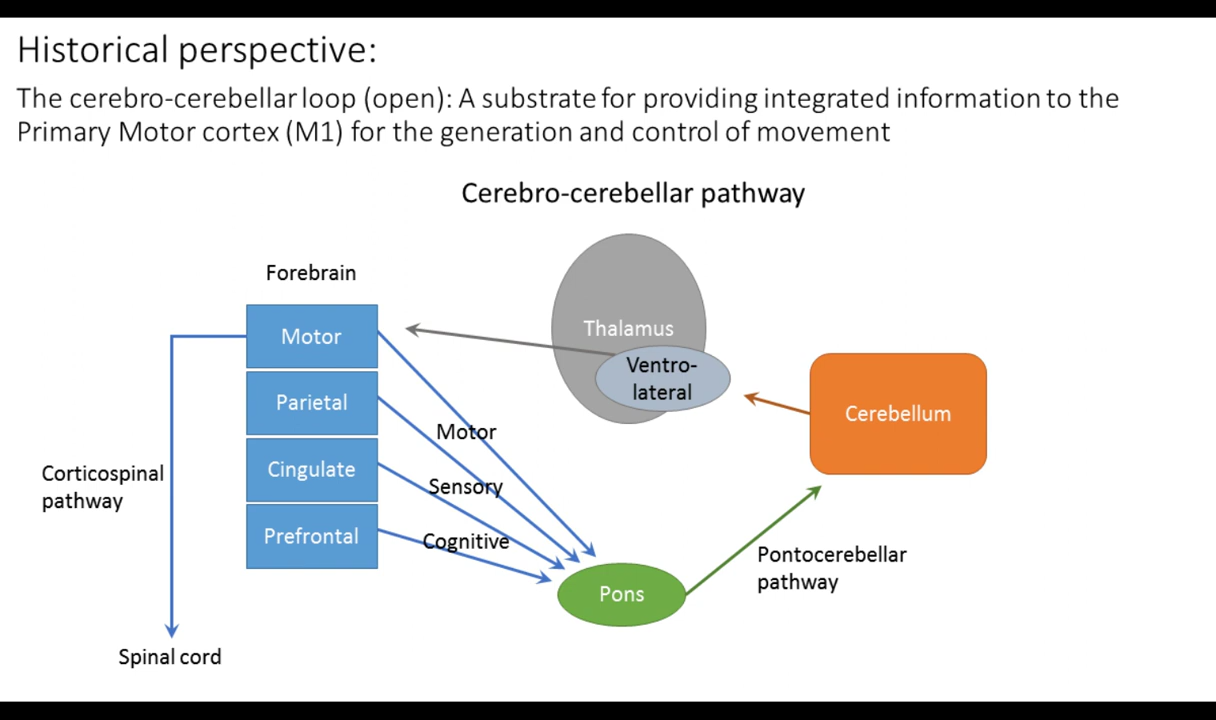 Historical perspective:
The cerebro-cerebellar loop (open): A substrate for providing integrated information to the
Primary Motor cortex (M1) for the generation and control of movement
Cerebro-cerebellar pathway
Forebrain
Motor
Parietal
Cingulate
Prefrontal
Corticospinal
pathway
Spinal cord
Motor
Sensory
Cognitive
Thalamus
Ventro-
lateral
Cerebellum
Pons
Pontocerebellar
pathway